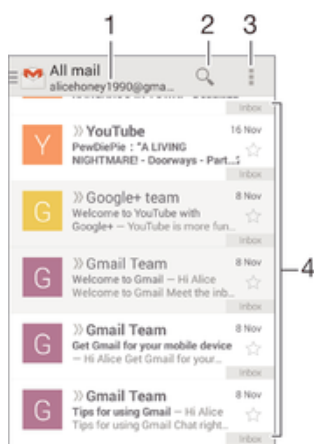 1 2 3
All mail
alicehoney1990@gma...
Inbox
Y
YouTube 16 Nov
PewDiePie : "A LIVING
NIGHTMARE! - Doorways - Part...
Inbox
G
Google+ team 8 Nov
Welcome to YouTube with
Google+ — YouTube is more fun...
Inbox
4
G
Gmail Team 8 Nov
Welcome to Gmail — Hi Alice
Welcome to Gmail Meet the inb...
Inbox
G
Gmail Team 8 Nov
Get Gmail for your mobile device
— Hi Alice Get Gmail for your...
Inbox
G
Gmail Team 8 Nov
Tips for using Gmail — Hi Alice
Tips for using Gmail Chat right...
Inbox